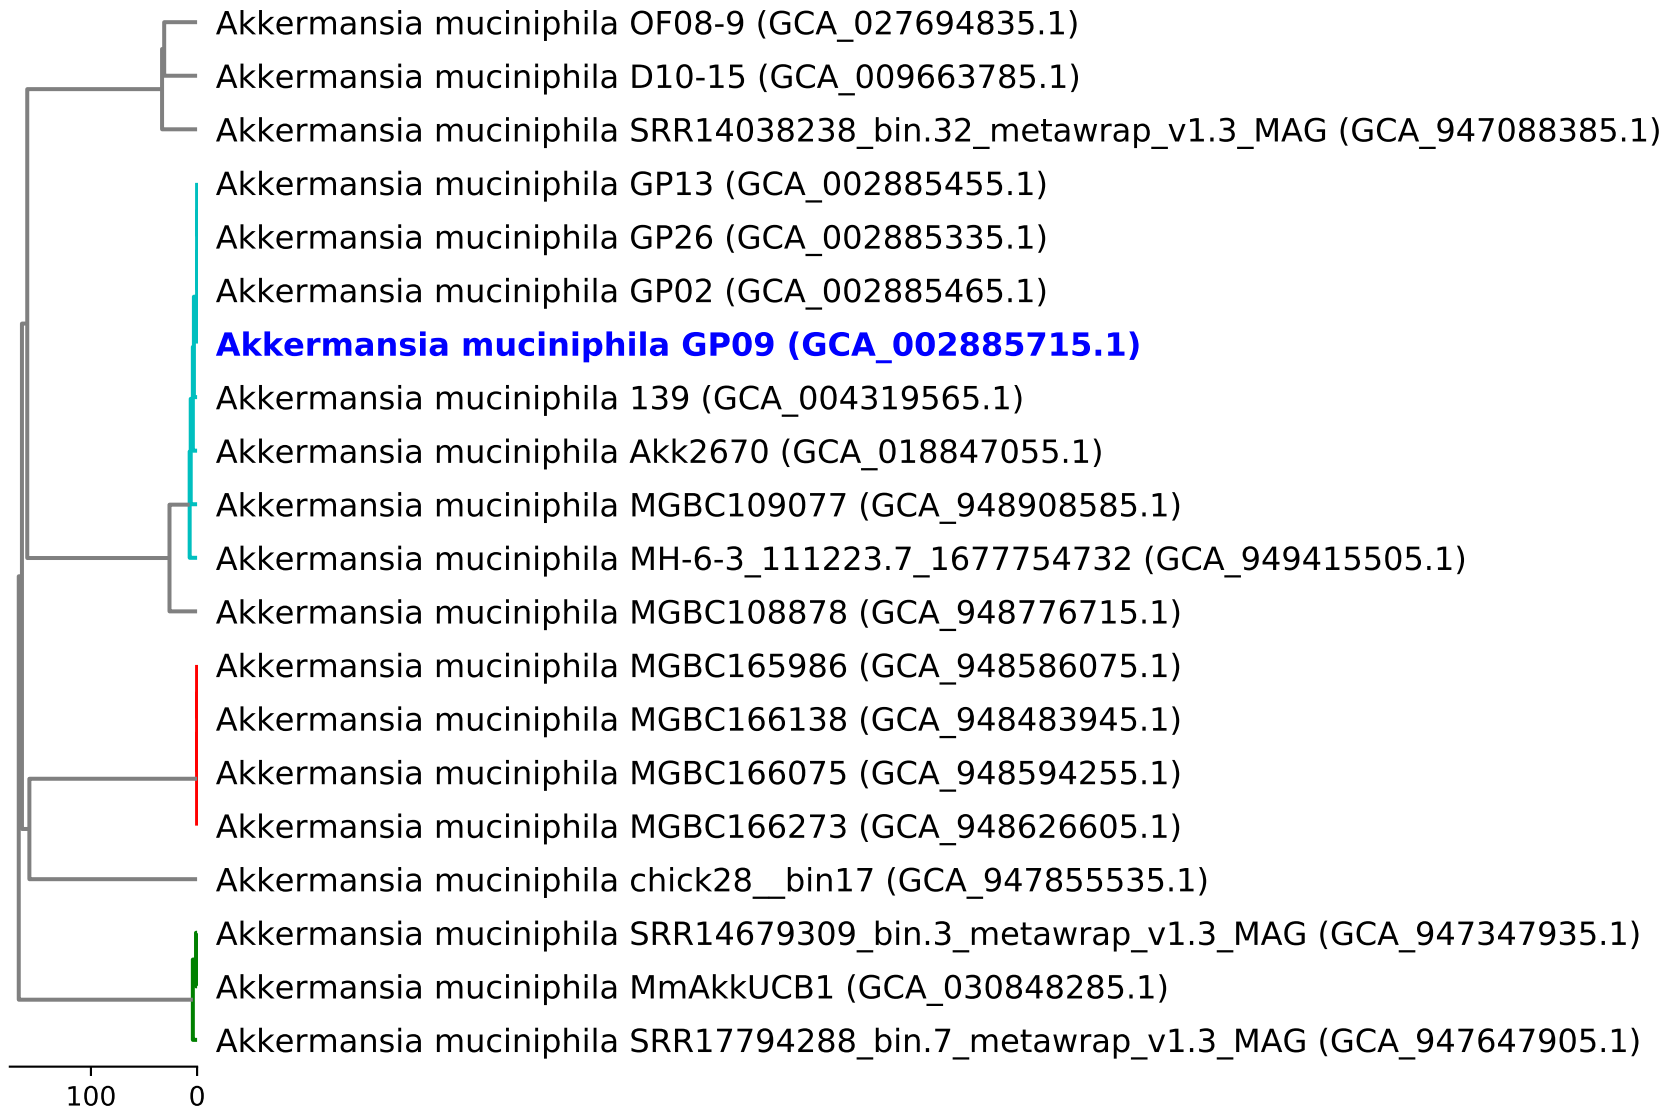 Akkermansia muciniphila OF08-9 (GCA_027694835.1)
Akkermansia muciniphila D10-15 (GCA_009663785.1)
Akkermansia muciniphila SRR14038238_bin.32_metawrap_v1.3_MAG (GCA_947088385.1)
Akkermansia muciniphila GP13 (GCA_002885455.1)
Akkermansia muciniphila GP26 (GCA_002885335.1)
Akkermansia muciniphila GP02 (GCA_002885465.1)
Akkermansia muciniphila GP09 (GCA_002885715.1)
Akkermansia muciniphila 139 (GCA_004319565.1)
Akkermansia muciniphila Akk2670 (GCA_018847055.1)
Akkermansia muciniphila MGBC109077 (GCA_948908585.1)
Akkermansia muciniphila MH-6-3_111223.7_1677754732 (GCA_949415505.1)
Akkermansia muciniphila MGBC108878 (GCA_948776715.1)
Akkermansia muciniphila MGBC165986 (GCA_948586075.1)
Akkermansia muciniphila MGBC166138 (GCA_948483945.1)
Akkermansia muciniphila MGBC166075 (GCA_948594255.1)
Akkermansia muciniphila MGBC166273 (GCA_948626605.1)
Akkermansia muciniphila chick28__bin17 (GCA_947855535.1)
Akkermansia muciniphila SRR14679309_bin.3_metawrap_v1.3_MAG (GCA_947347935.1)
Akkermansia muciniphila MmAkkUCB1 (GCA_030848285.1)
Akkermansia muciniphila SRR17794288_bin.7_metawrap_v1.3_MAG (GCA_947647905.1)
100 0